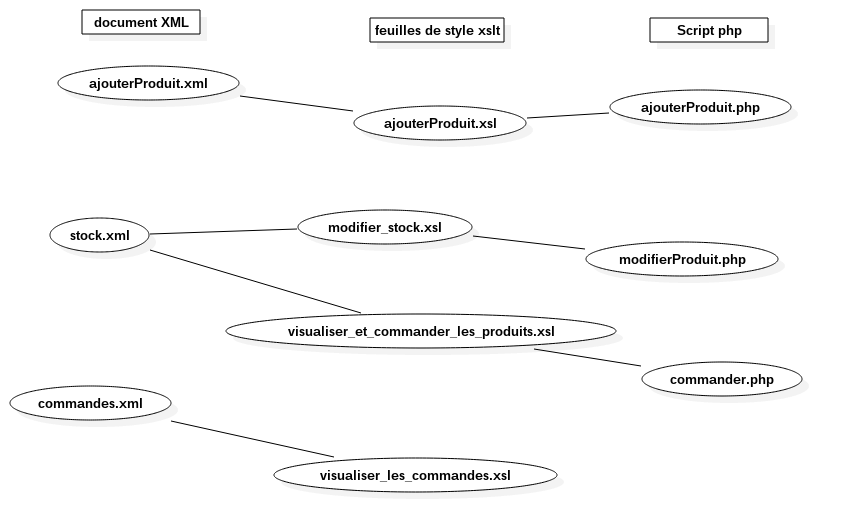 document XML
feuilles de style xslt
Script php
ajouterProduit.xml
ajouterProduit.xsl
ajouterProduit.php
stock.xml
modifier_stock.xsl
modifierProduit.php
visualiser_et_commander_les_produits.xsl
commander.php
commandes.xml
visualiser_les_commandes.xsl